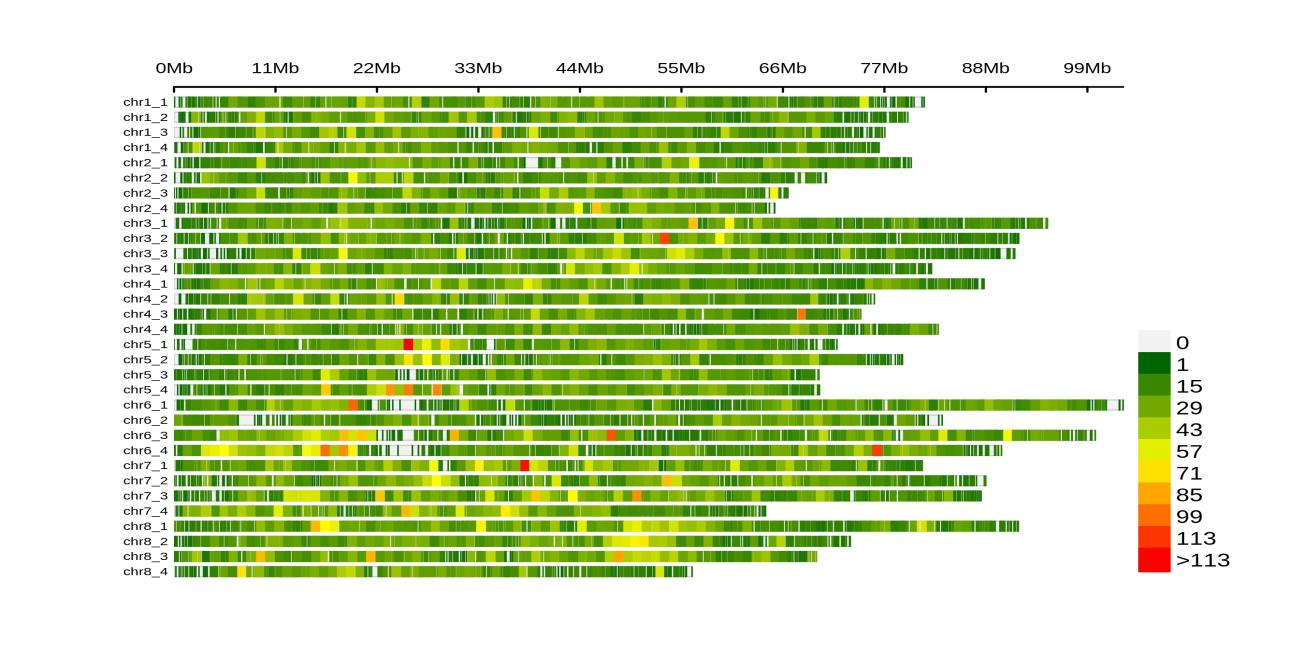 0Mb 11Mb 22Mb 33Mb 44Mb 55Mb 66Mb 77Mb 88Mb 99Mb
chr1_1
chr1_2
chr1_3
chr1_4
chr2_1
chr2_2
chr2_3
chr2_4
chr3_1
chr3_2
chr3_3
chr3_4
chr4_1
chr4_2
chr4_3
chr4_4
chr5_1
chr5_2
chr5_3
chr5_4
chr6_1
chr6_2
chr6_3
chr6_4
chr7_1
chr7_2
chr7_3
chr7_4
chr8_1
chr8_2
chr8_3
chr8_4
0
1
15
29
43
57
71
85
99
113
>113